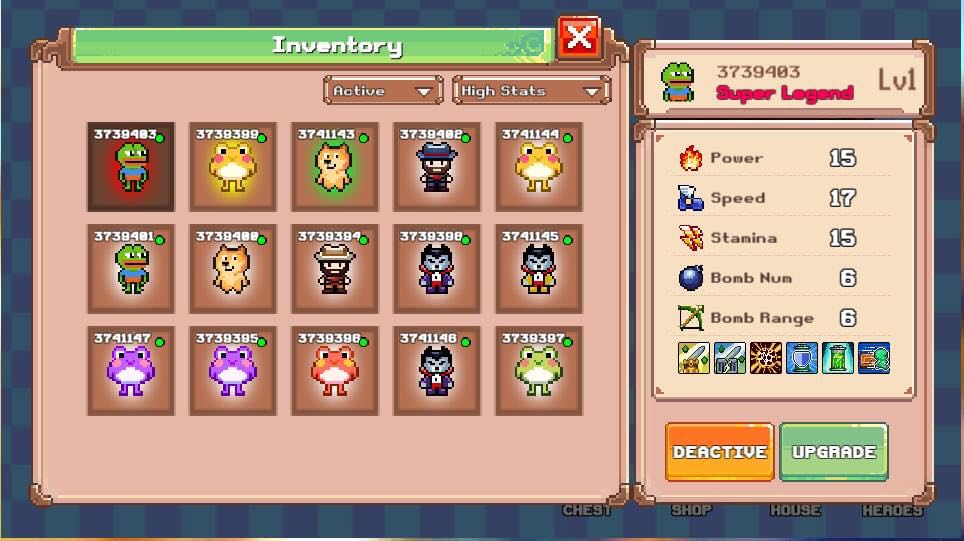 Inventory
Active
High Stats
3739403
3739399
3741143
3739402
3741144
3739401
3739400
3739394
3739398
3741145
3741147
3739395
3739396
3741146
3739397
3739403
Super Legend
Lv1
Power 15
Speed 17
Stamina 15
Bomb Num 6
Bomb Range 6
DEACTIVE
UPGRADE
CHEST
SHOP
HOUSE
HEROES